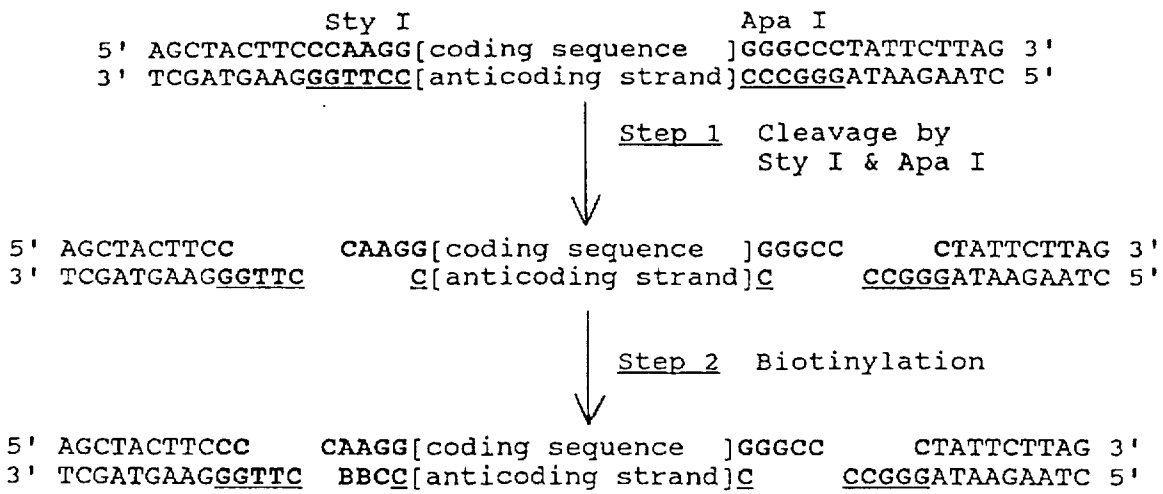 Sty I Apa I
5' AGCTACTTCCCAAGG[coding sequence ]GGGCCCTATTCTTAG 3'
3' TCGATGAAGGGTTCC[anticoding strand]CCCGGGATAAGAATC 5'
Step 1 Cleavage by
Sty I & Apa I
5' AGCTACTTCC CAAGG[coding sequence ]GGGCC CTATTCTTAG 3'
3' TCGATGAAGGGTTC C[anticoding strand]C CCGGGATAAGAATC 5'
Step 2 Biotinylation
5' AGCTACTTCCC CAAGG[coding sequence ]GGGCC CTATTCTTAG 3'
3' TCGATGAAGGGTTC BBCC[anticoding strand]C CCGGGATAAGAATC 5'